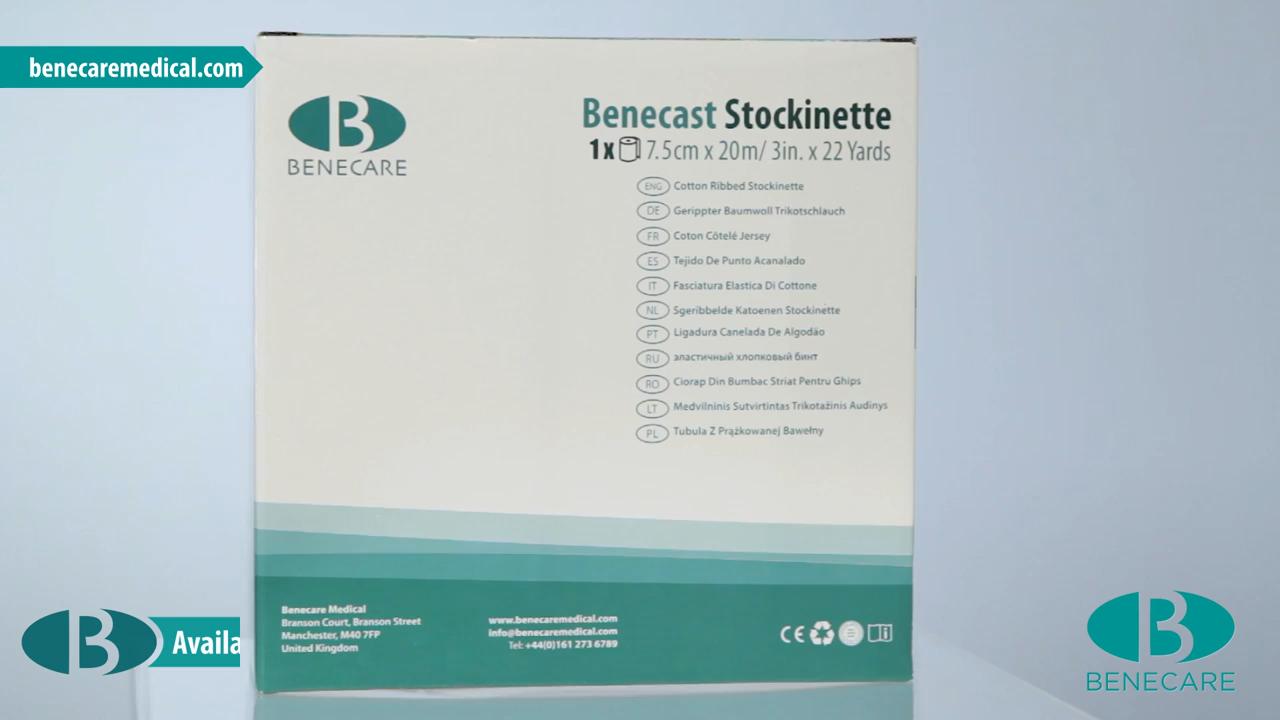 benecaremedical.com
B
BENECARE
Benecast Stockinette
1x 7.5cm x 20m/ 3in. x 22 Yards
ENG Cotton Ribbed Stockinette
DE Gerippter Baumwoll Trikotschlauch
FR Coton Côtelé Jersey
ES Tejido De Punto Acanalado
IT Fasciatura Elastica Di Cottone
NL Sgeribbelde Katoenen Stockinette
PT Ligadura Canelada De Algodão
RU эластичный хлопковый бинт
RO Ciorap Din Bumbac Striat Pentru Ghips
LT Medvilninis Sutvirtintas Trikotažinis Audinys
PL Tubula Z Prążkowanej Bawełny
Benecare Medical
Branson Court, Branson Street
Manchester, M40 7FP
United Kingdom
www.benecaremedical.com
info@benecaremedical.com
Tel: +44(0)161 273 6789
CE
B
Availa
B
BENECARE